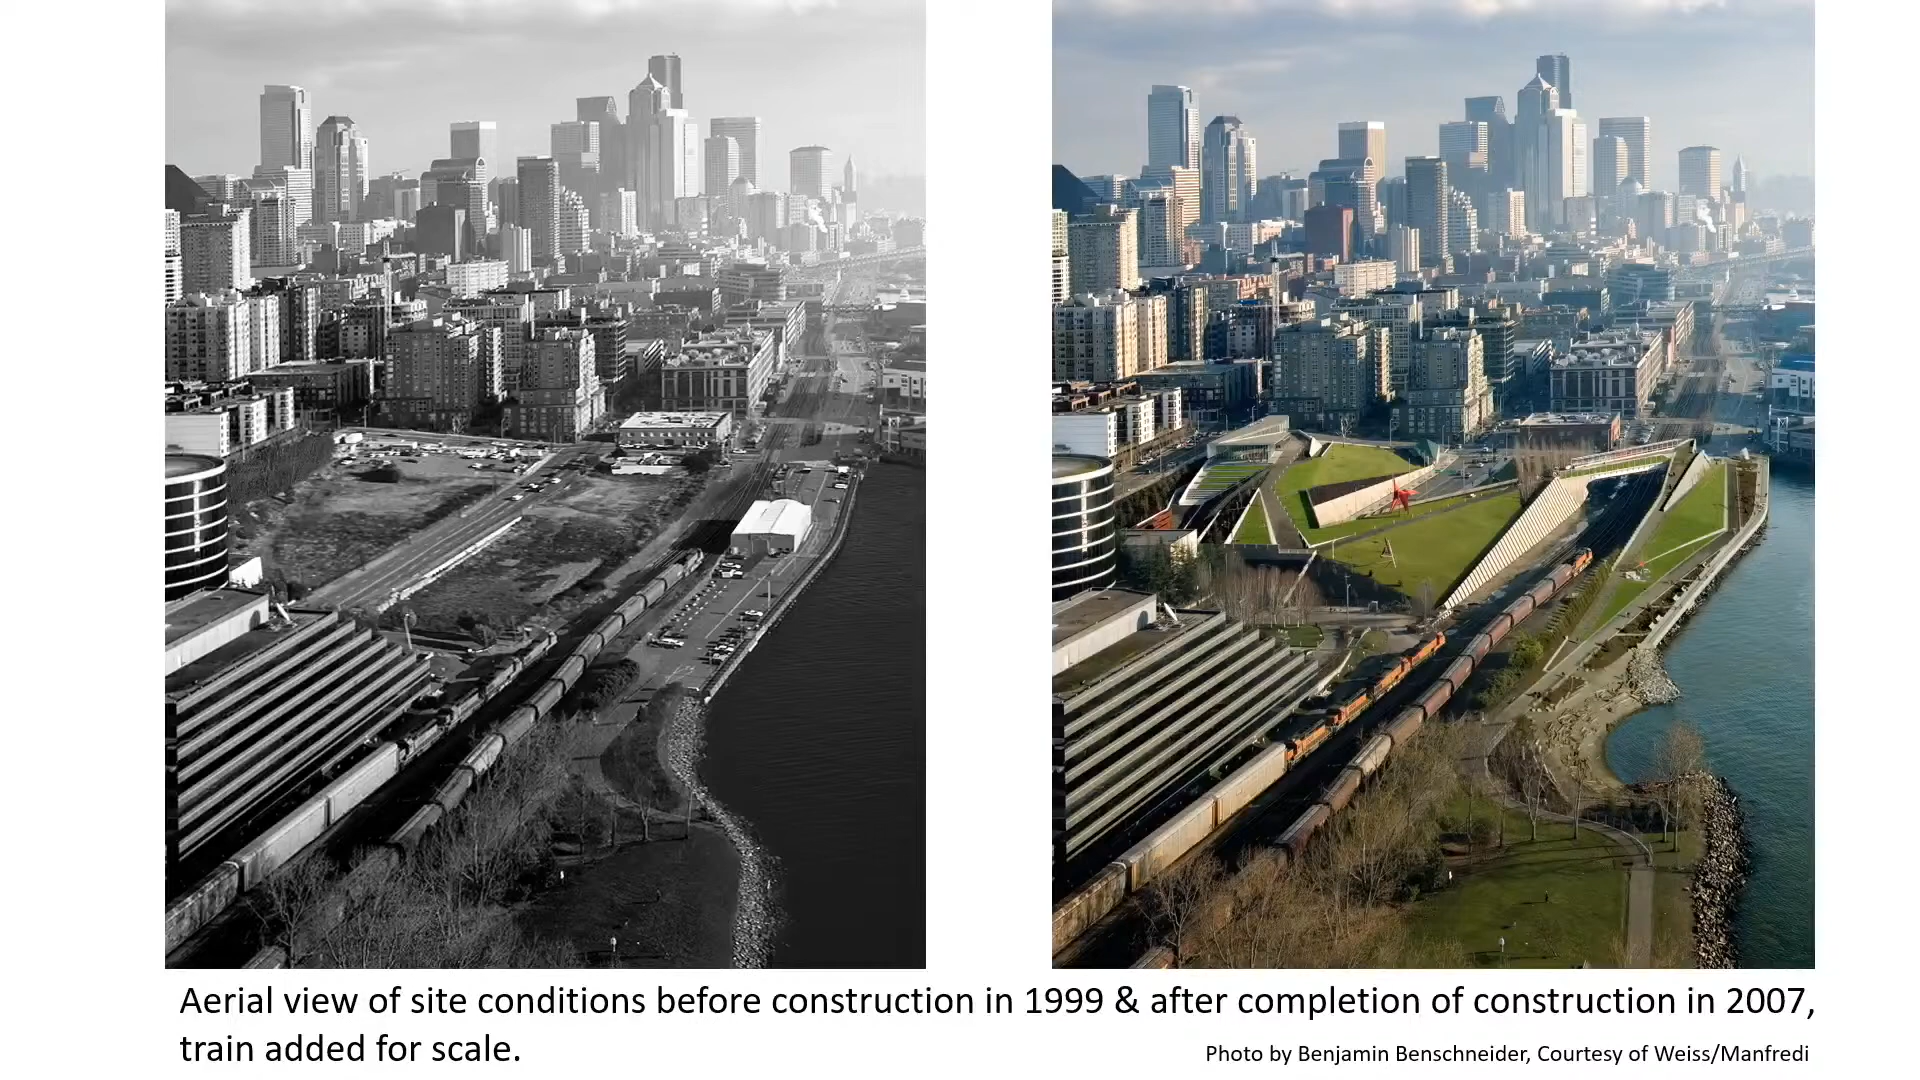 Aerial view of site conditions before construction in 1999 & after completion of construction in 2007,
train added for scale.
Photo by Benjamin Benschneider, Courtesy of Weiss/Manfredi